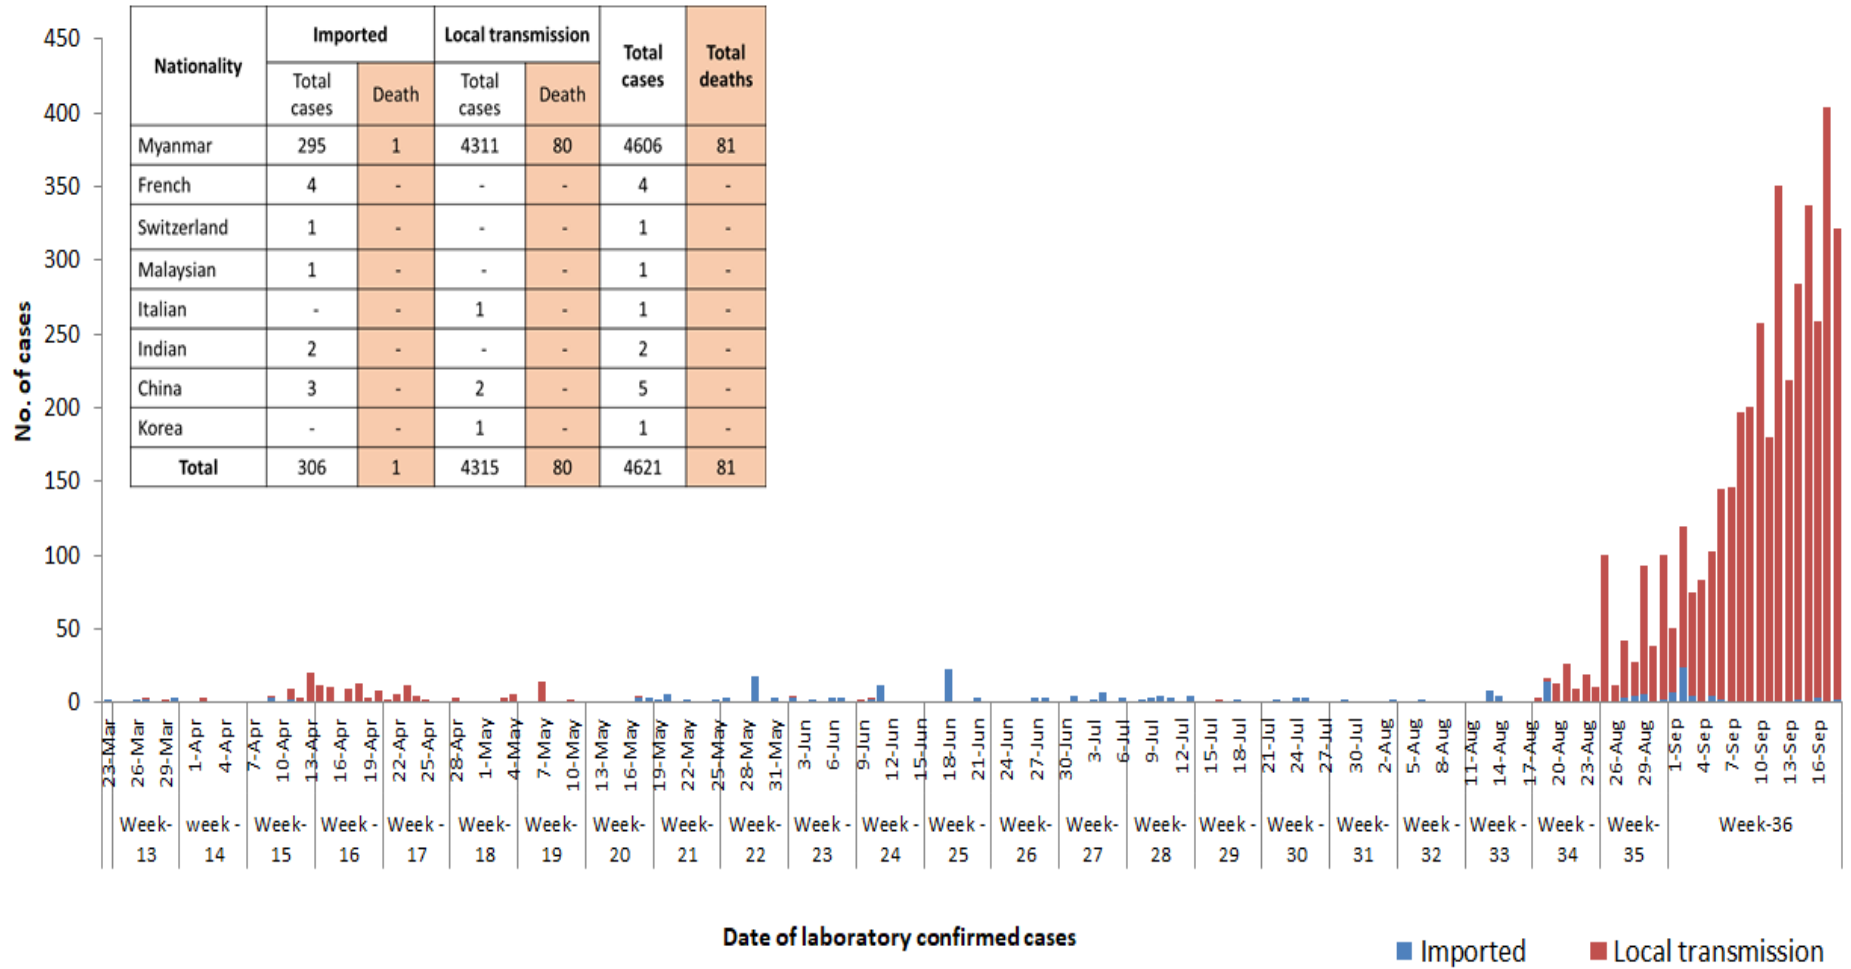 Nationality Imported Local transmission Total cases Total deaths
Total cases Death Total cases Death
Myanmar 295 1 4311 80 4606 81
French 4 - - - 4 -
Switzerland 1 - - - 1 -
Malaysian 1 - - - 1 -
Italian - - 1 - 1 -
Indian 2 - - - 2 -
China 3 - 2 - 5 -
Korea - - 1 - 1 -
Total 306 1 4315 80 4621 81
No. of cases
450
400
350
300
250
200
150
100
50
0
23-Mar 26-Mar 29-Mar 1-Apr 4-Apr 7-Apr 10-Apr 13-Apr 16-Apr 19-Apr 22-Apr 25-Apr 28-Apr 1-May 4-May 7-May 10-May 13-May 16-May 19-May 22-May 25-May 28-May 31-May 3-Jun 6-Jun 9-Jun 12-Jun 15-Jun 18-Jun 21-Jun 24-Jun 27-Jun 30-Jun 3-Jul 6-Jul 9-Jul 12-Jul 15-Jul 18-Jul 21-Jul 24-Jul 27-Jul 30-Jul 2-Aug 5-Aug 8-Aug 11-Aug 14-Aug 17-Aug 20-Aug 23-Aug 26-Aug 29-Aug 1-Sep 4-Sep 7-Sep 10-Sep 13-Sep 16-Sep
Week- week - Week- Week - Week - Week- Week- Week- Week- Week- Week - Week - Week - Week - Week- Week- Week - Week - Week- Week - Week - Week - Week- Week-36
13 14 15 16 17 18 19 20 21 22 23 24 25 26 27 28 29 30 31 32 33 34 35
Date of laboratory confirmed cases
Imported Local transmission